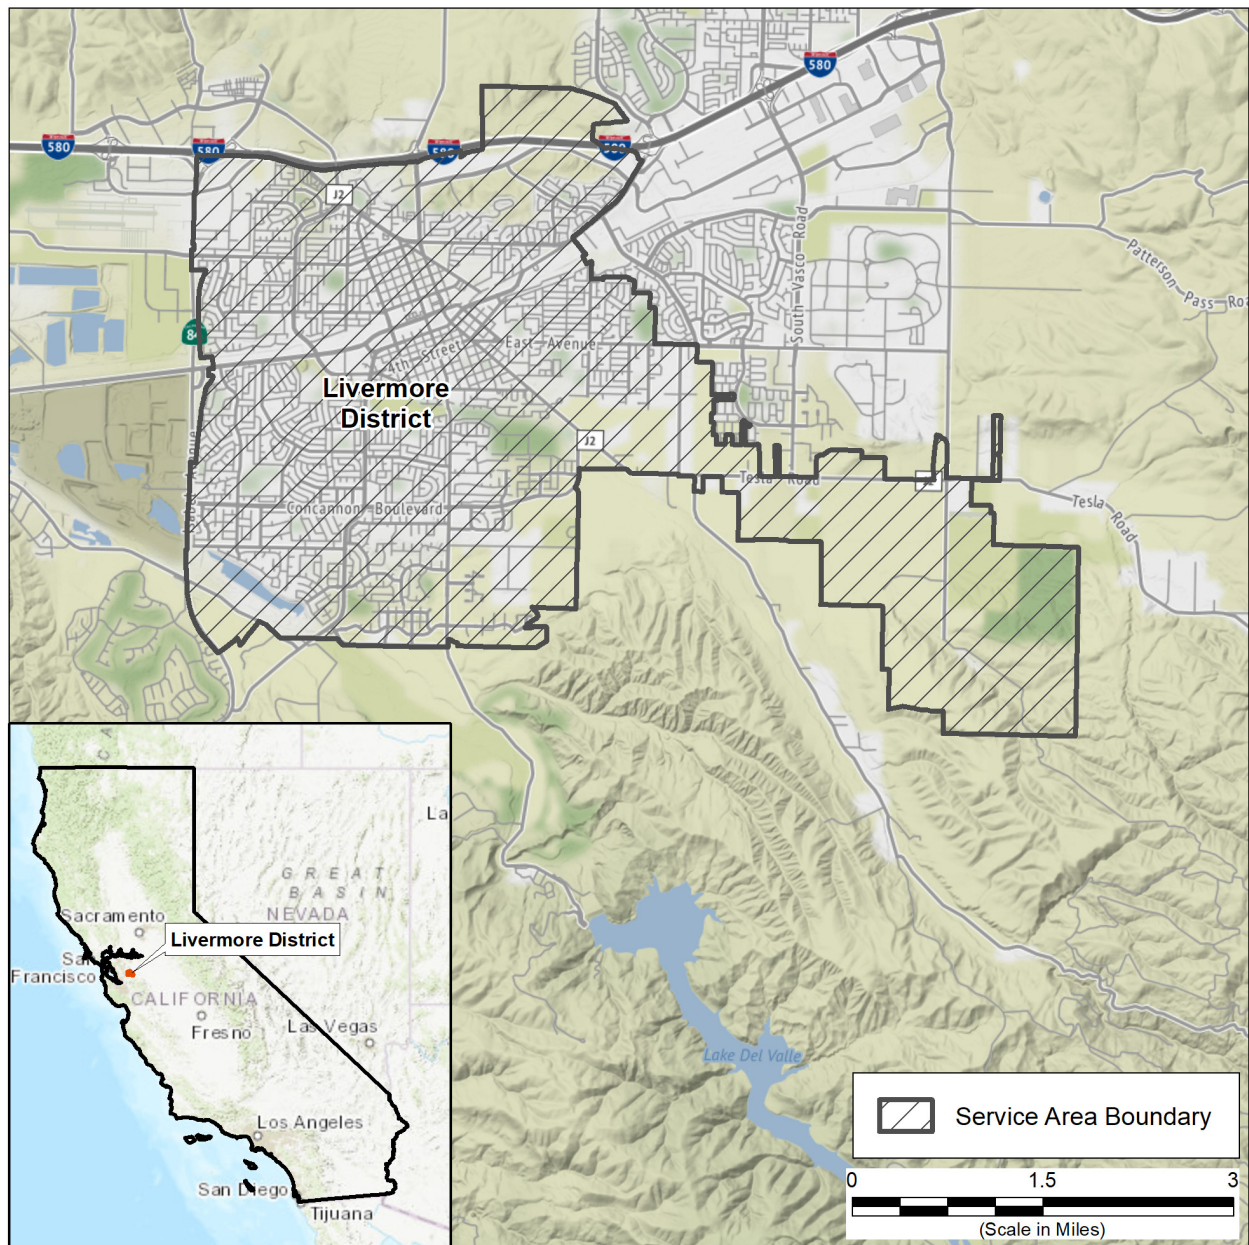 580
580
580
580
580
J2
South Vasco Road
Patterson Pass Roa
84
4th Street
East Avenue
Livermore
District
J2
Tesla Road
Tesla Road
Concannon Boulevard
Lake Del Valle
La
GREAT
BASIN
NEVADA
Sacramento
Livermore District
San
Francisco
CALIFORNIA
Fresno
Las Vegas
Los Angeles
San Diego
Tijuana
Service Area Boundary
0 1.5 3
(Scale in Miles)